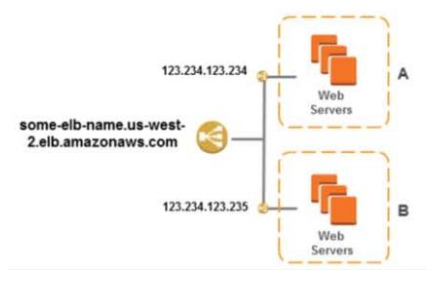 123.234.123.234
A
Web
Servers
some-elb-name.us-west-
2.elb.amazonaws.com
123.234.123.235
B
Web
Servers